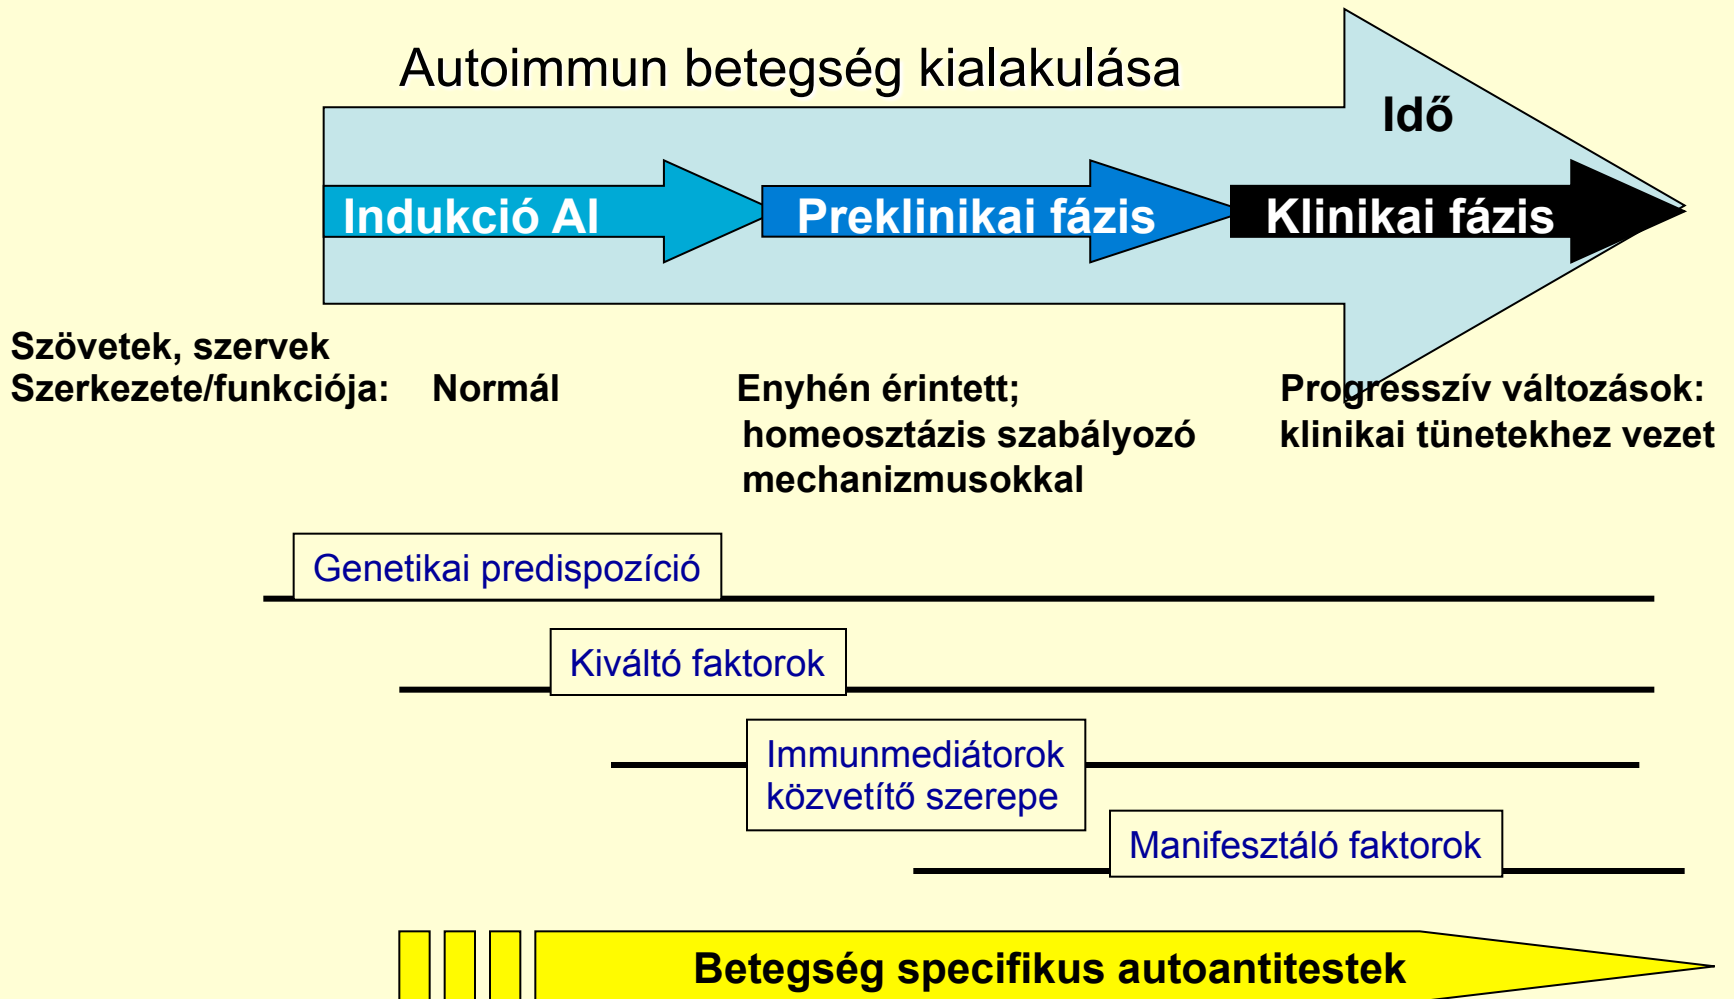 Autoimmun betegség kialakulása
Idő
Indukció AI
Preklinikai fázis
Klinikai fázis
Szövetek, szervek
Szerkezete/funkciója:
Normál
Enyhén érintett;
homeosztázis szabályozó
mechanizmusokkal
Progresszív változások:
klinikai tünetekhez vezet
Genetikai predispozíció
Kiváltó faktorok
Immunmediátorok
közvetítő szerepe
Manifesztáló faktorok
Betegség specifikus autoantitestek